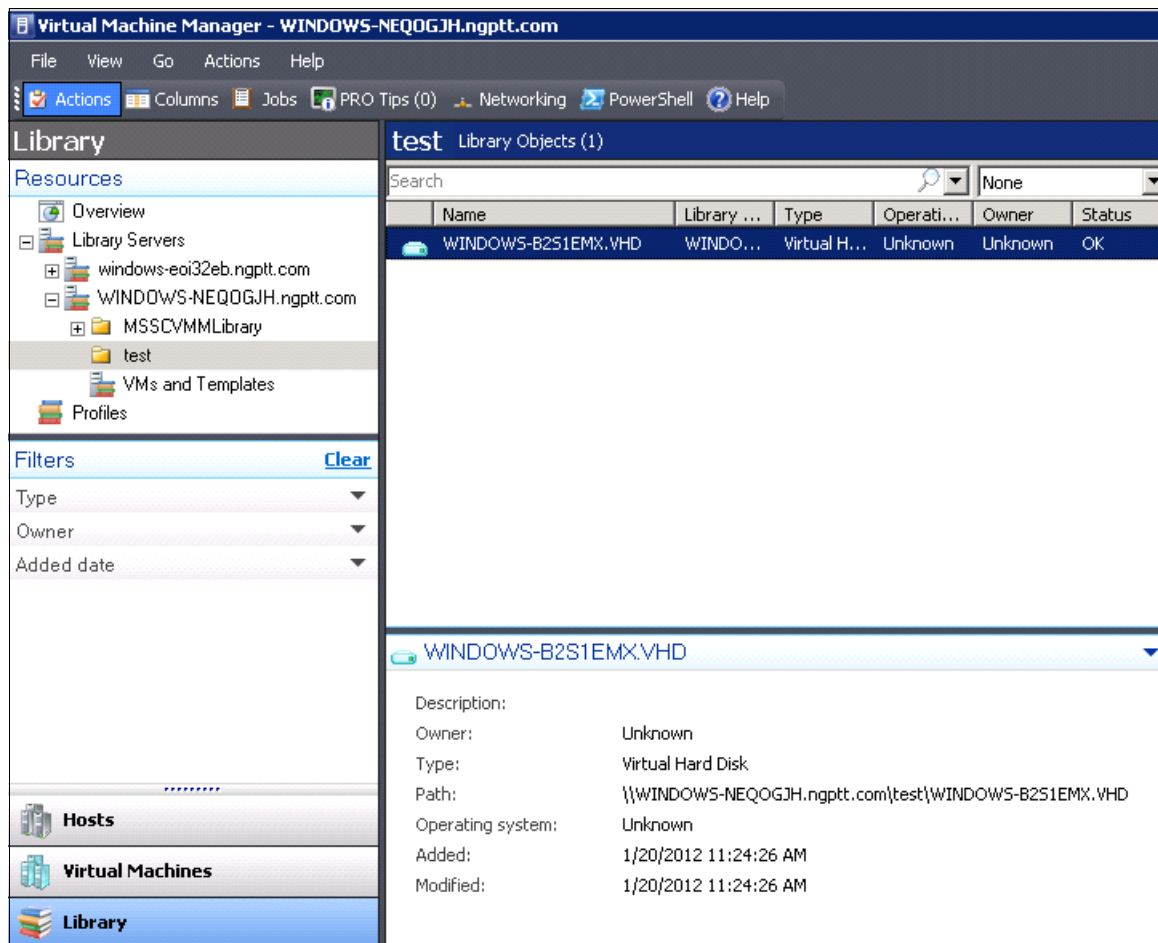 Virtual Machine Manager - WINDOWS-NEQOGJH.ngptt.com
File View Go Actions Help
Actions Columns Jobs PRO Tips (0) Networking PowerShell Help
Library
Resources
Overview
Library Servers
windows-eoi32eb.ngptt.com
WINDOWS-NEQOGJH.ngptt.com
MSSCVMMLibrary
test
VMs and Templates
Profiles
Filters Clear
Type
Owner
Added date
Hosts
Virtual Machines
Library
test Library Objects (1)
Search None
Name Library ... Type Operati... Owner Status
WINDOWS-B2S1EMX.VHD WINDO... Virtual H... Unknown Unknown OK
WINDOWS-B2S1EMX.VHD
Description:
Owner: Unknown
Type: Virtual Hard Disk
Path: \\WINDOWS-NEQOGJH.ngptt.com\test\WINDOWS-B2S1EMX.VHD
Operating system: Unknown
Added: 1/20/2012 11:24:26 AM
Modified: 1/20/2012 11:24:26 AM